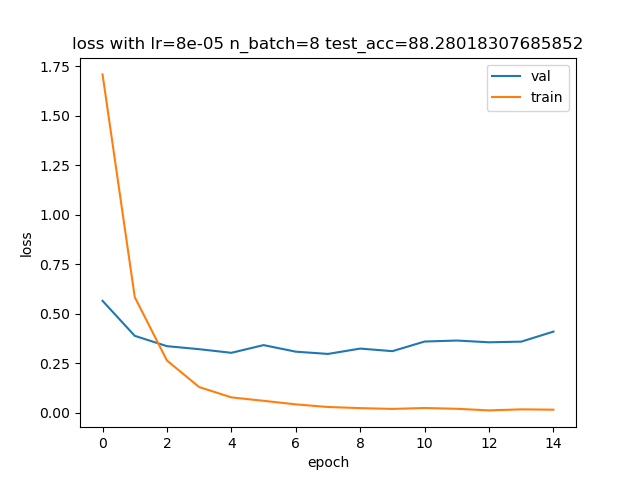 loss with lr=8e-05 n_batch=8 test_acc=88.28018307685852
val
train
1.75
1.50
1.25
1.00
0.75
0.50
0.25
0.00
loss
0 2 4 6 8 10 12 14
epoch